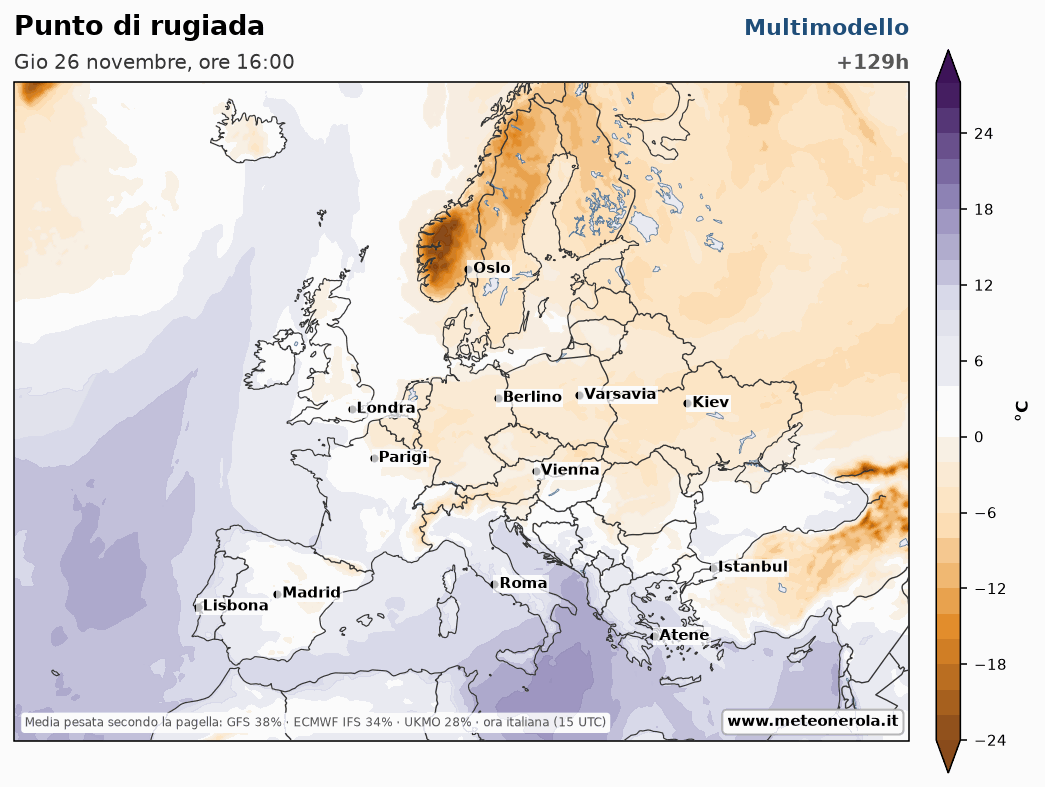 Punto di rugiada
Multimodello
Gio 26 novembre, ore 16:00
+129h
Oslo
Berlino
Varsavia
Kiev
Londra
Parigi
Vienna
Istanbul
Roma
Madrid
Lisbona
Atene
Media pesata secondo la pagella: GFS 38% · ECMWF IFS 34% · UKMO 28% · ora italiana (15 UTC)
www.meteonerola.it
24
18
12
6
0
−6
−12
−18
−24
°C